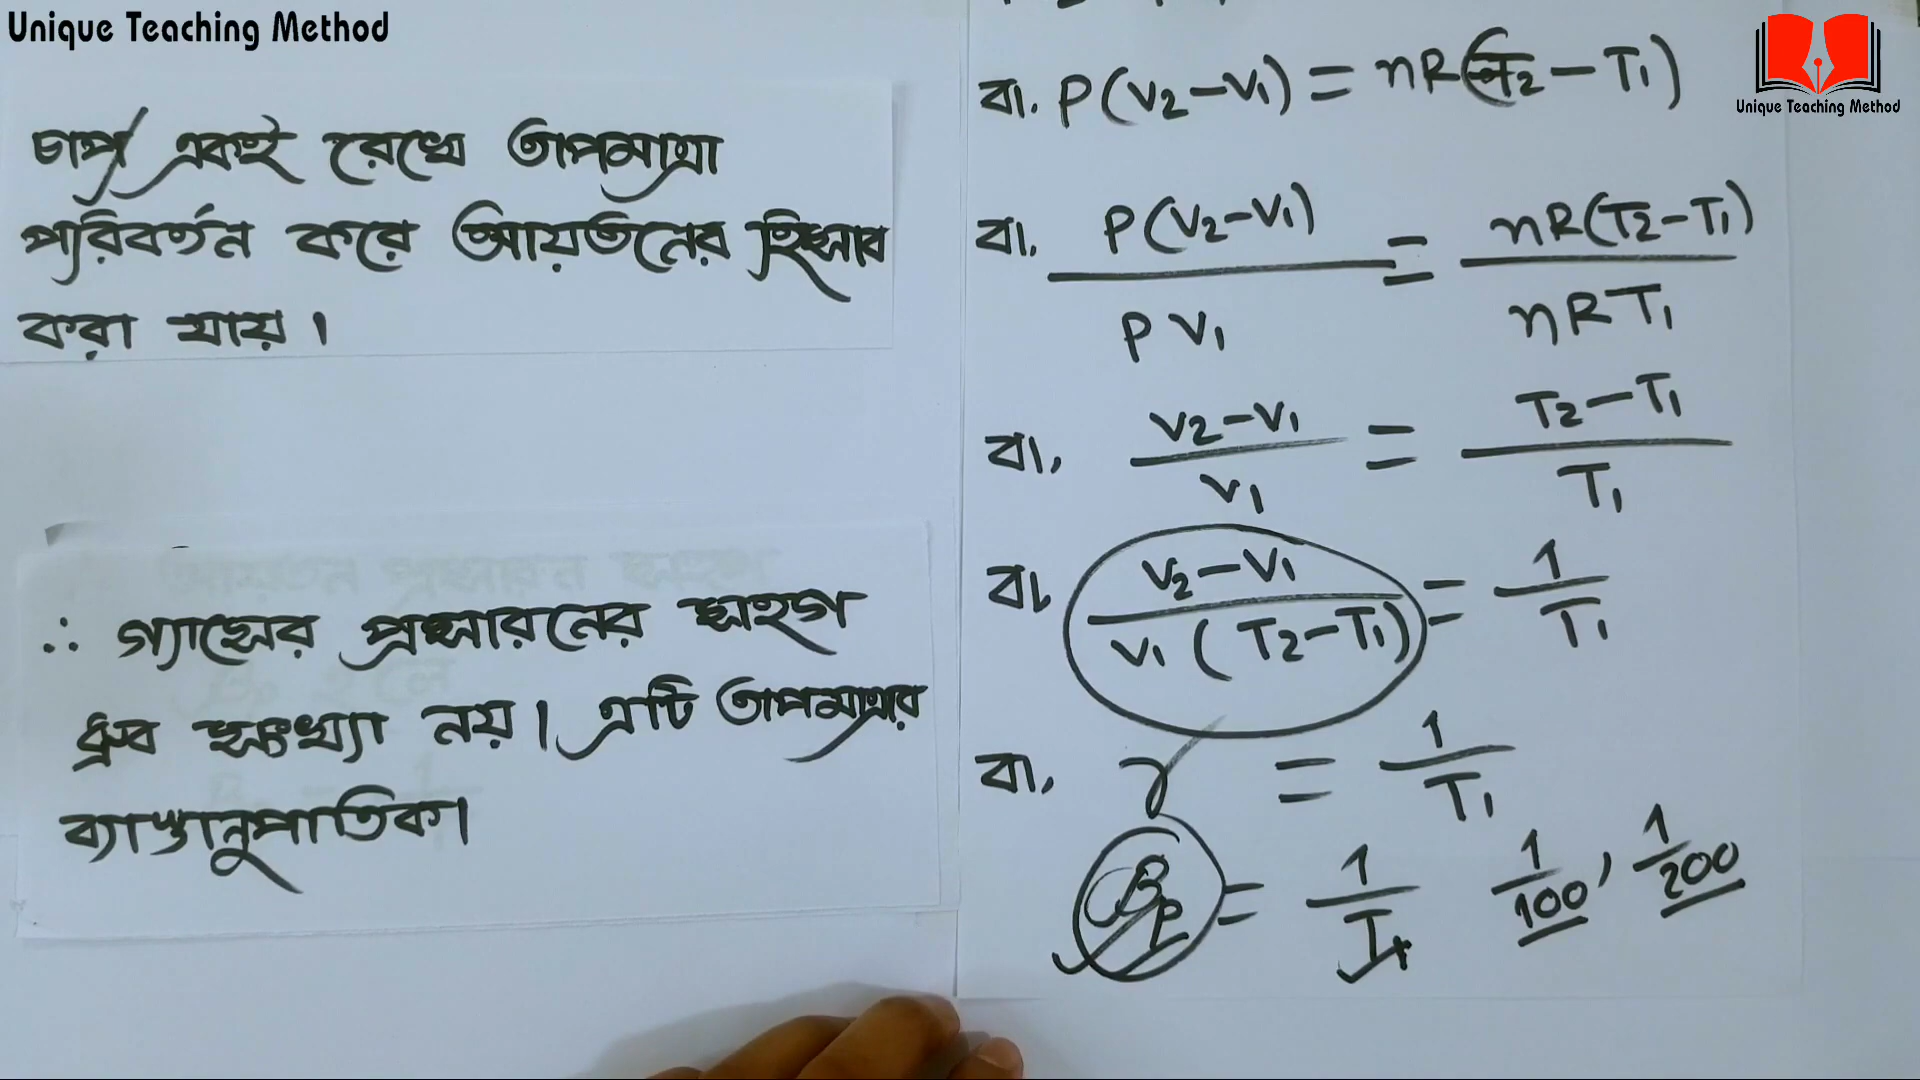 Unique Teaching Method
চাপ একই রেখে তাপমাত্রা
পরিবর্তন করে আয়তনের হিসাব
করা যায়।
∴ গ্যাসের প্রসারনের সহগ
ধ্রুব সংখ্যা নয়। এটি তাপমাত্রার
ব্যাস্তানুপাতিক।
বা. P(V2-V1) = nR(T2-T1)
বা. P(V2-V1) / PV1 = nR(T2-T1) / nRT1
বা, V2-V1 / V1 = T2-T1 / T1
বা, V2-V1 / V1(T2-T1) = 1 / T1
বা, γ = 1 / T1
βP = 1 / T1 1/100, 1/200
Unique Teaching Method